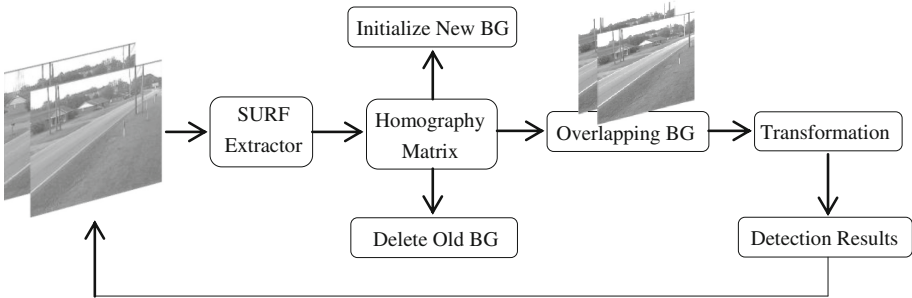 Initialize New BG
SURF
Extractor
Homography
Matrix
Overlapping BG
Transformation
Delete Old BG
Detection Results